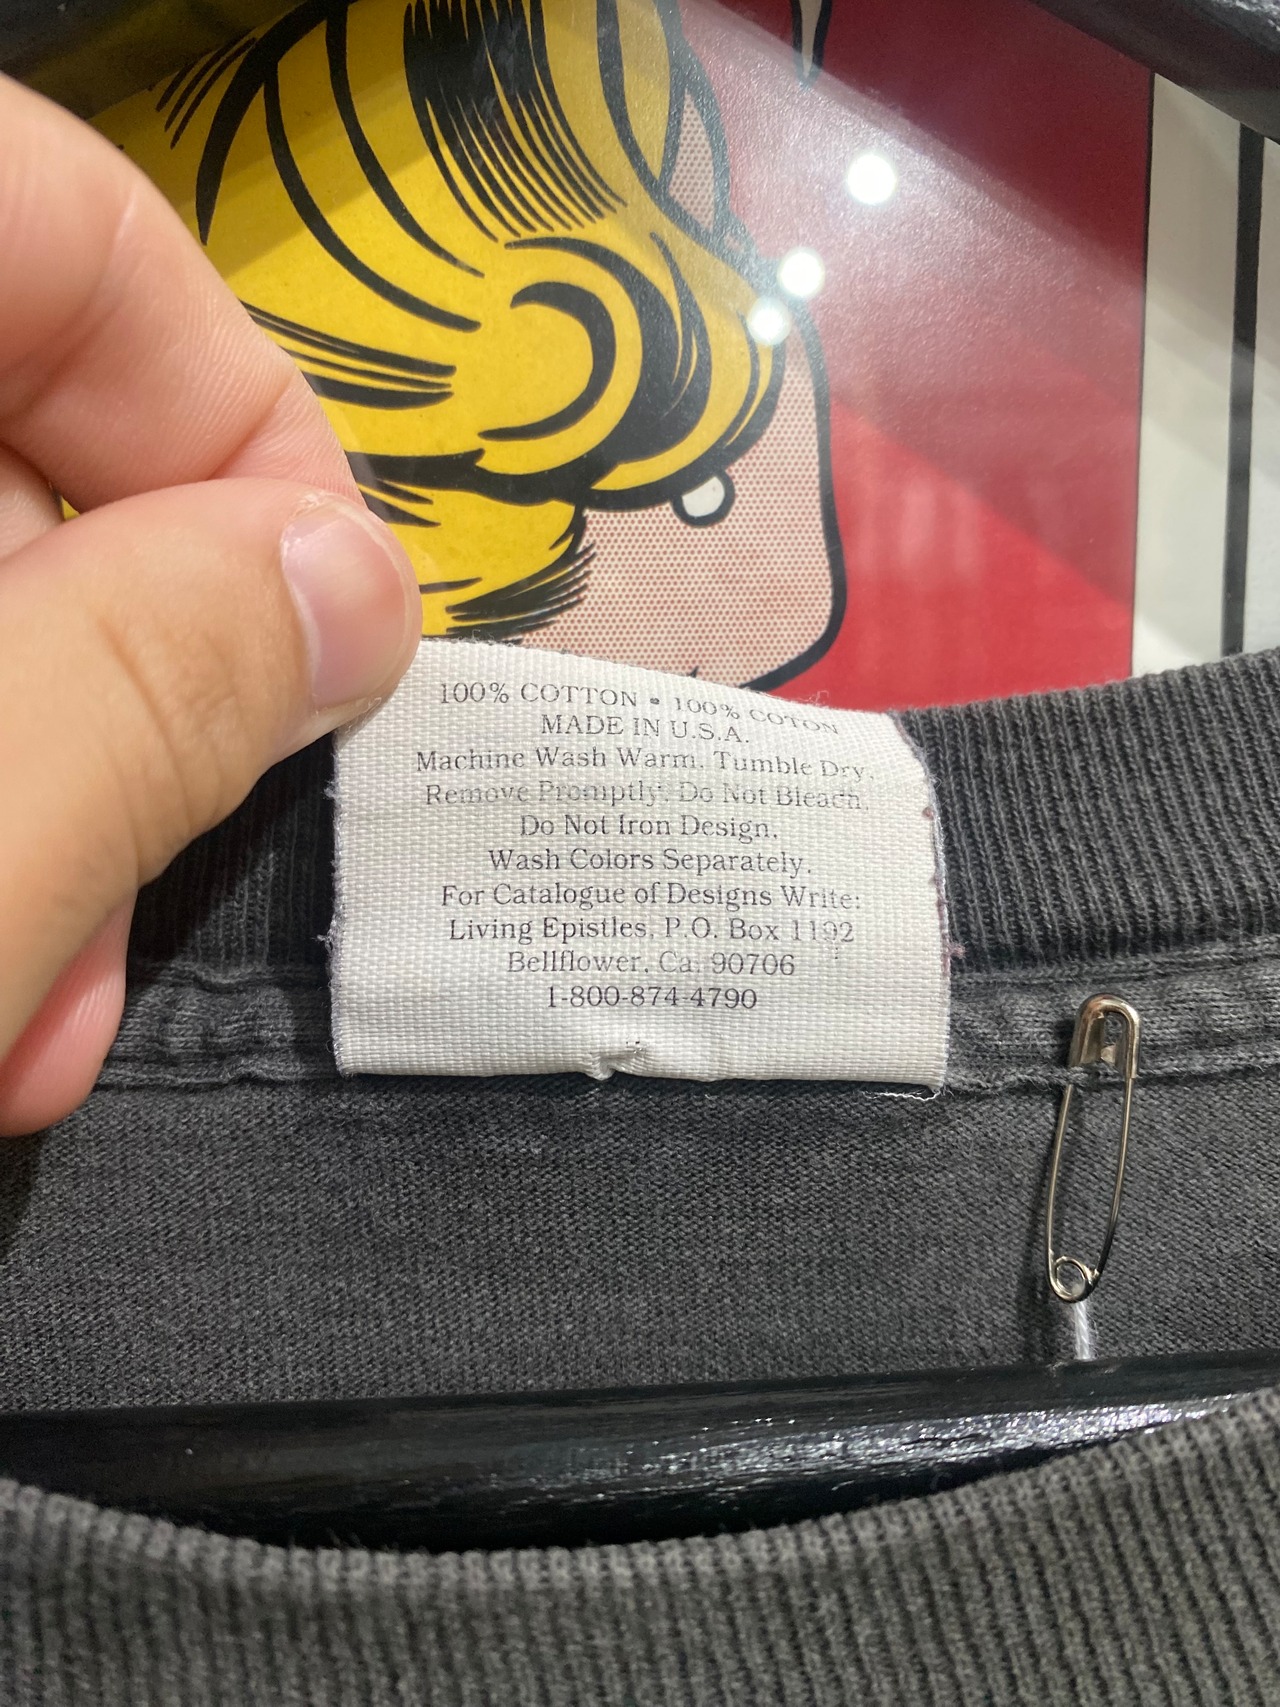 100% COTTON • 100% COTON
MADE IN U.S.A.
Machine Wash Warm. Tumble Dry.
Remove Promptly. Do Not Bleach.
Do Not Iron Design.
Wash Colors Separately.
For Catalogue of Designs Write:
Living Epistles, P.O. Box 1192
Bellflower, Ca. 90706
1-800-874-4790